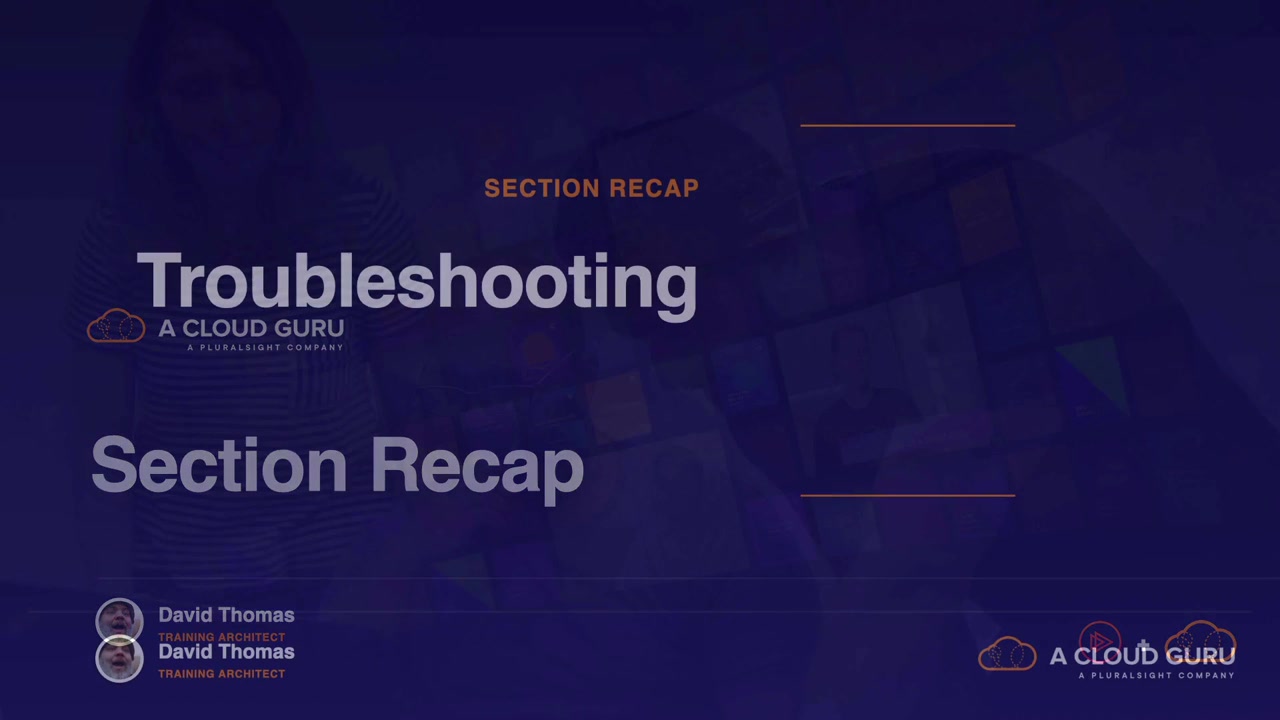 SECTION RECAP
Troubleshooting
A CLOUD GURU
A PLURALSIGHT COMPANY
Section Recap
David Thomas
TRAINING ARCHITECT
David Thomas
TRAINING ARCHITECT
+
A CLOUD GURU
A PLURALSIGHT COMPANY